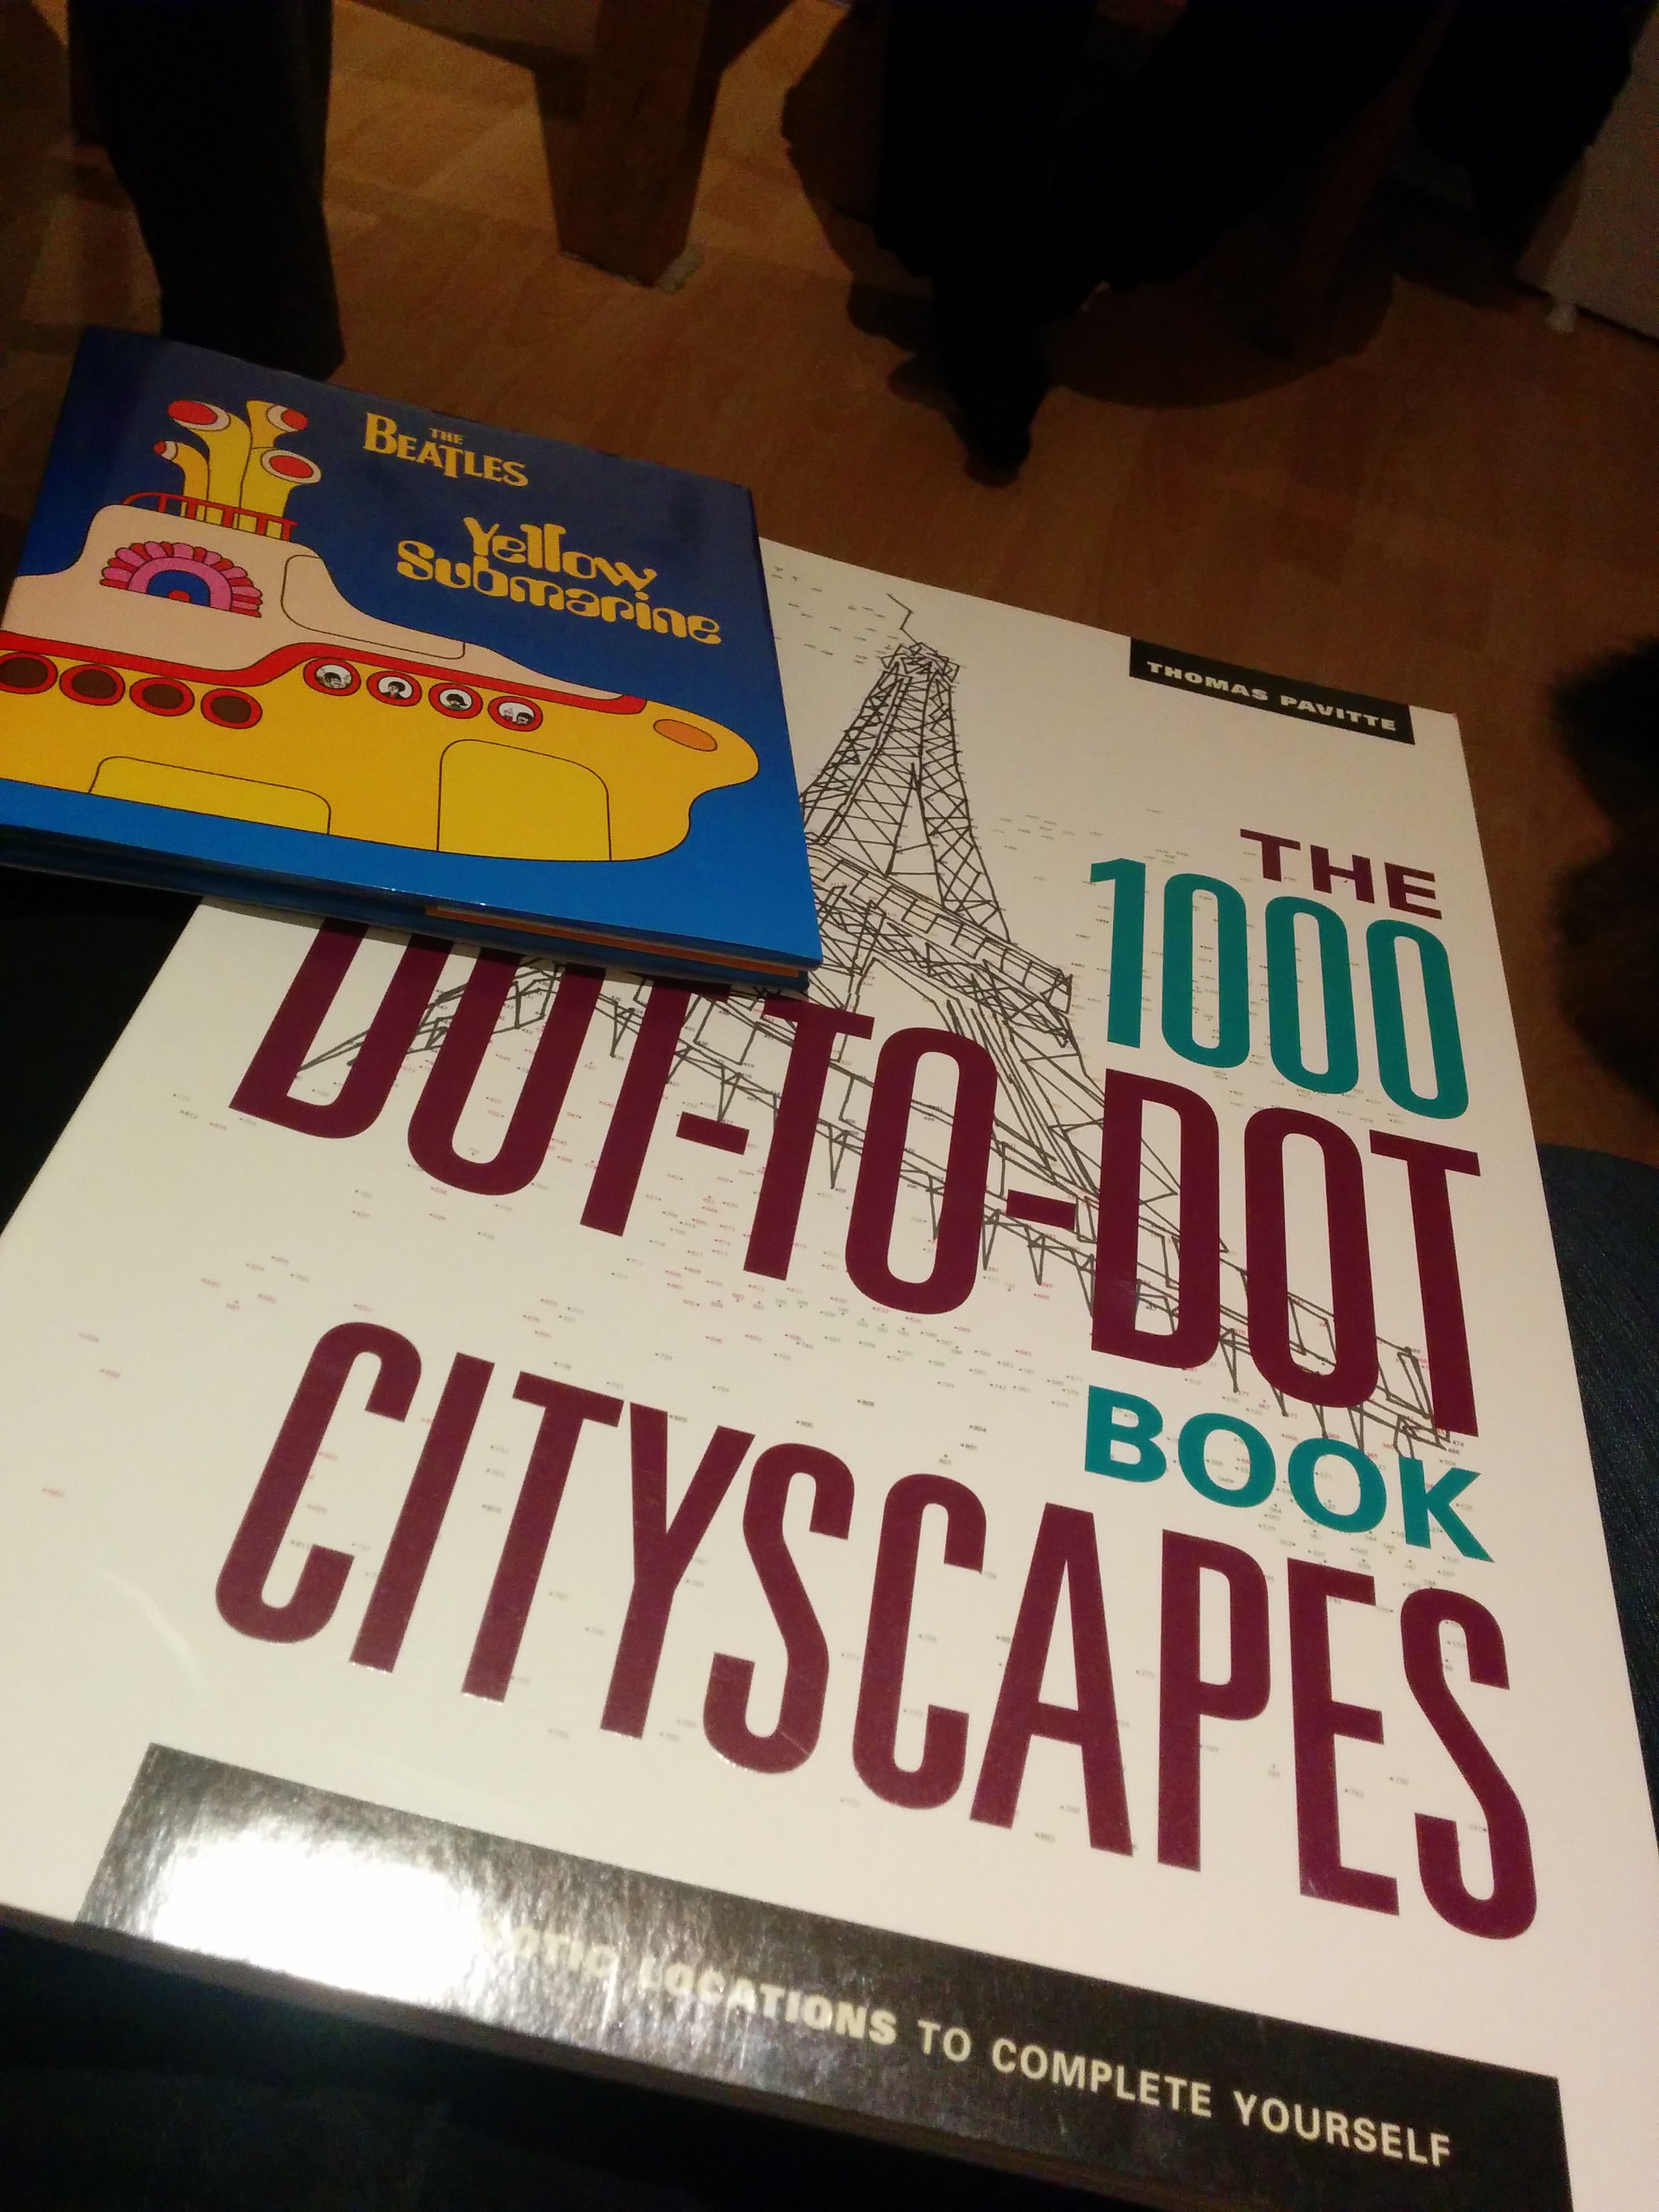 THE
BEATLES
Yellow
Submarine
THOMAS PAVITTE
THE
1000
DOT-TO-DOT
BOOK
CITYSCAPES
LOCATIONS TO COMPLETE YOURSELF